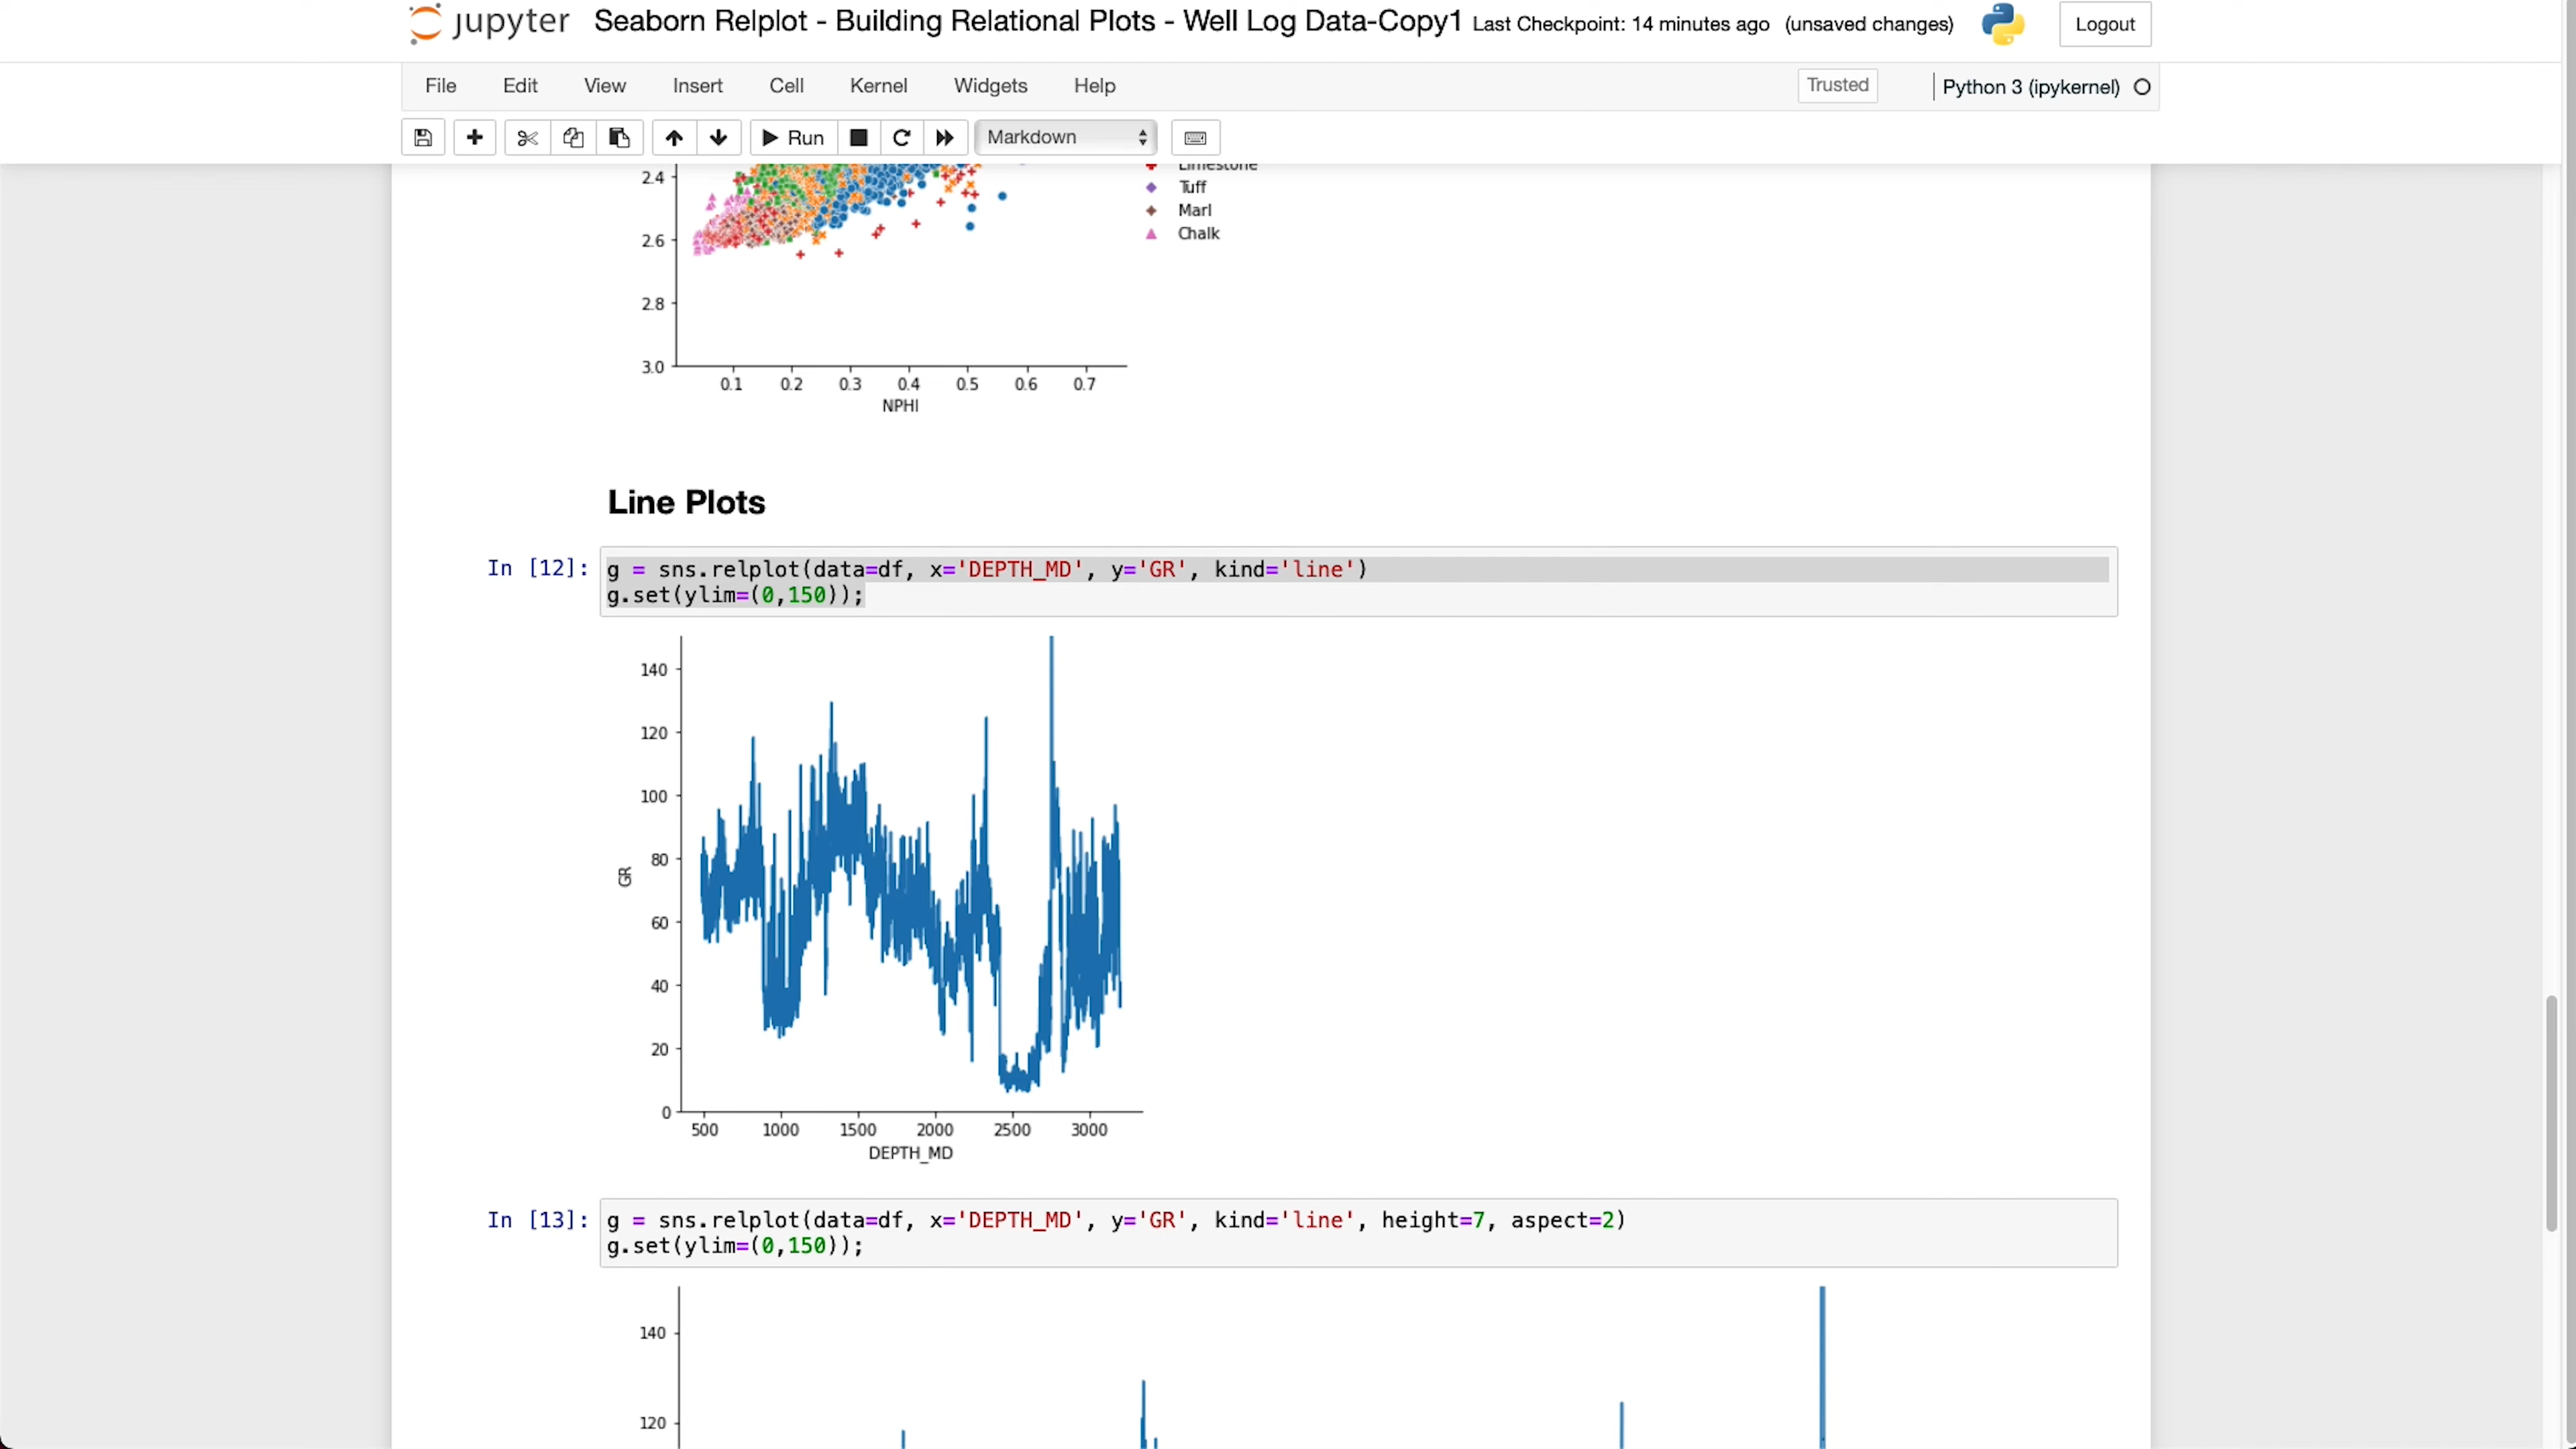 jupyter Seaborn Relplot - Building Relational Plots - Well Log Data-Copy1 Last Checkpoint: 14 minutes ago (unsaved changes) Logout
File Edit View Insert Cell Kernel Widgets Help Trusted Python 3 (ipykernel)
Run Markdown
Limestone
2.4
Tuff
Marl
2.6
Chalk
2.8
3.0
0.1 0.2 0.3 0.4 0.5 0.6 0.7
NPHI
Line Plots
In [12]: g = sns.relplot(data=df, x='DEPTH_MD', y='GR', kind='line')
g.set(ylim=(0,150));
140
120
100
80
GR
60
40
20
0
500 1000 1500 2000 2500 3000
DEPTH_MD
In [13]: g = sns.relplot(data=df, x='DEPTH_MD', y='GR', kind='line', height=7, aspect=2)
g.set(ylim=(0,150));
140
120